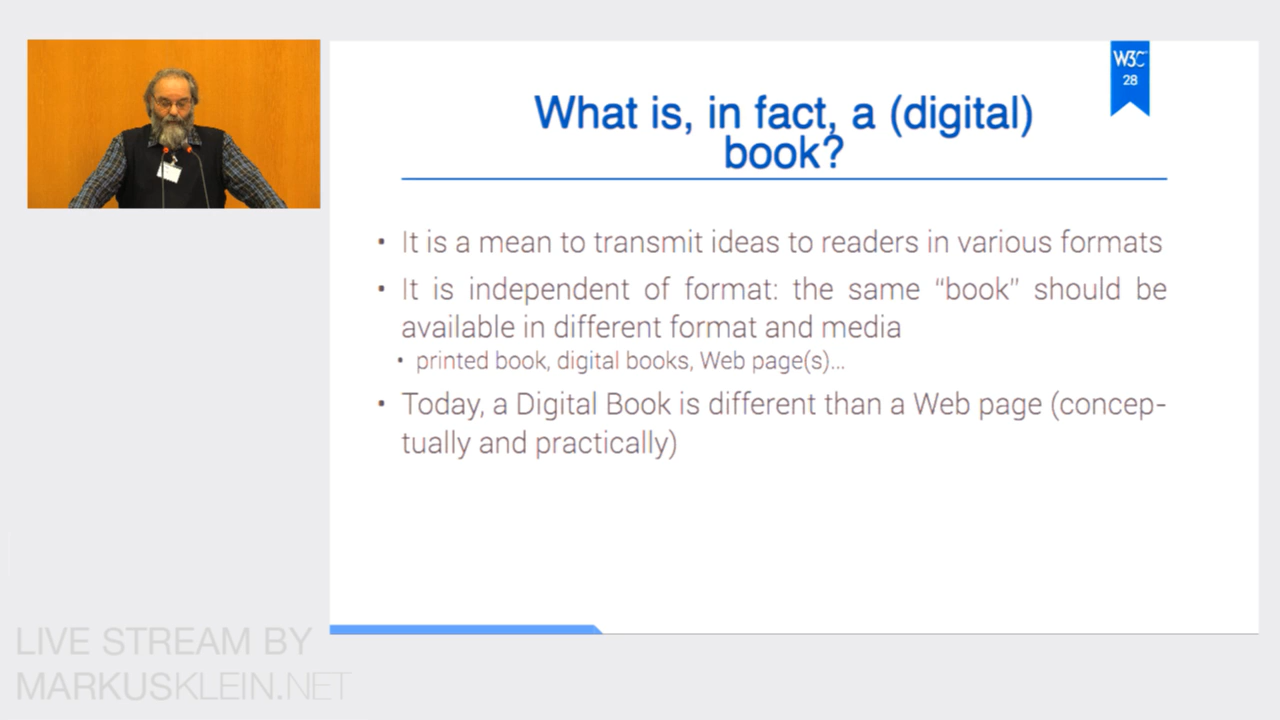 W3C
28
What is, in fact, a (digital)
book?
• It is a mean to transmit ideas to readers in various formats
• It is independent of format: the same “book” should be
available in different format and media
• printed book, digital books, Web page(s)…
• Today, a Digital Book is different than a Web page (concep-
tually and practically)
LIVE STREAM BY
MARKUSKLEIN.NET